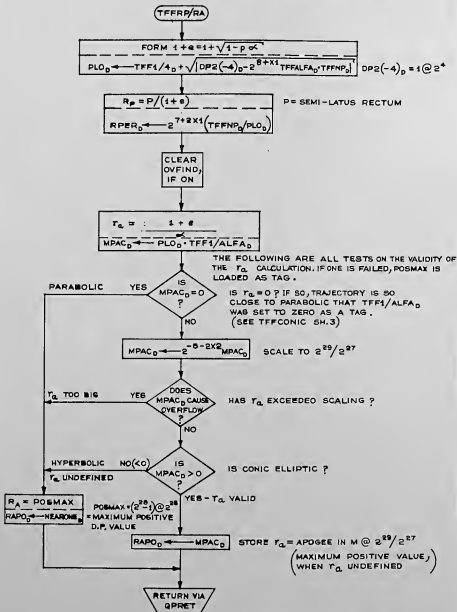 TFFRP/RA
FORM 1+e=1+√1-pα
PLO_D ← TFF1/4_D + √|DP2(-4)_D-2^8+X1 TFFALFA_D·TFFNP_D|
DP2(-4)_D = 1@2^4
R_P = P/(1+e)
P = SEMI-LATUS RECTUM
RPER_D ← 2^7+2X1 (TFFNP_D/PLO_D)
CLEAR
OVFIND,
IF ON
r_a = 1+e
α
MPAC_D ← PLO_D · TFF1/ALFA_D
THE FOLLOWING ARE ALL TESTS ON THE VALIDITY OF
THE r_a CALCULATION. IF ONE IS FAILED, POSMAX IS
LOADED AS TAG.
PARABOLIC
YES
IS
MPAC_D=0
?
IS r_a=0 ? IF SO, TRAJECTORY IS SO
CLOSE TO PARABOLIC THAT TFF1/ALFA_D
WAS SET TO ZERO AS A TAG.
(SEE TFFCONIC SH.3)
NO
MPAC_D ← 2^-5-2X2 MPAC_D
SCALE TO 2^29/2^27
r_a TOO BIG
YES
DOES
MPAC_D CAUSE
OVERFLOW
?
HAS r_a EXCEEDED SCALING ?
NO
HYPERBOLIC
NO(<0)
r_a UNDEFINED
IS
MPAC_D>0
?
IS CONIC ELLIPTIC ?
YES - r_a VALID
R_A = POSMAX
RAPO_D ← NEARONE_D
POSMAX=(2^28-1)@2^28
= MAXIMUM POSITIVE
D.P. VALUE
RAPO_D ← MPAC_D
STORE r_a = APOGEE IN M @ 2^29/2^27
(MAXIMUM POSITIVE VALUE,
WHEN r_a UNDEFINED)
RETURN VIA
QPRET